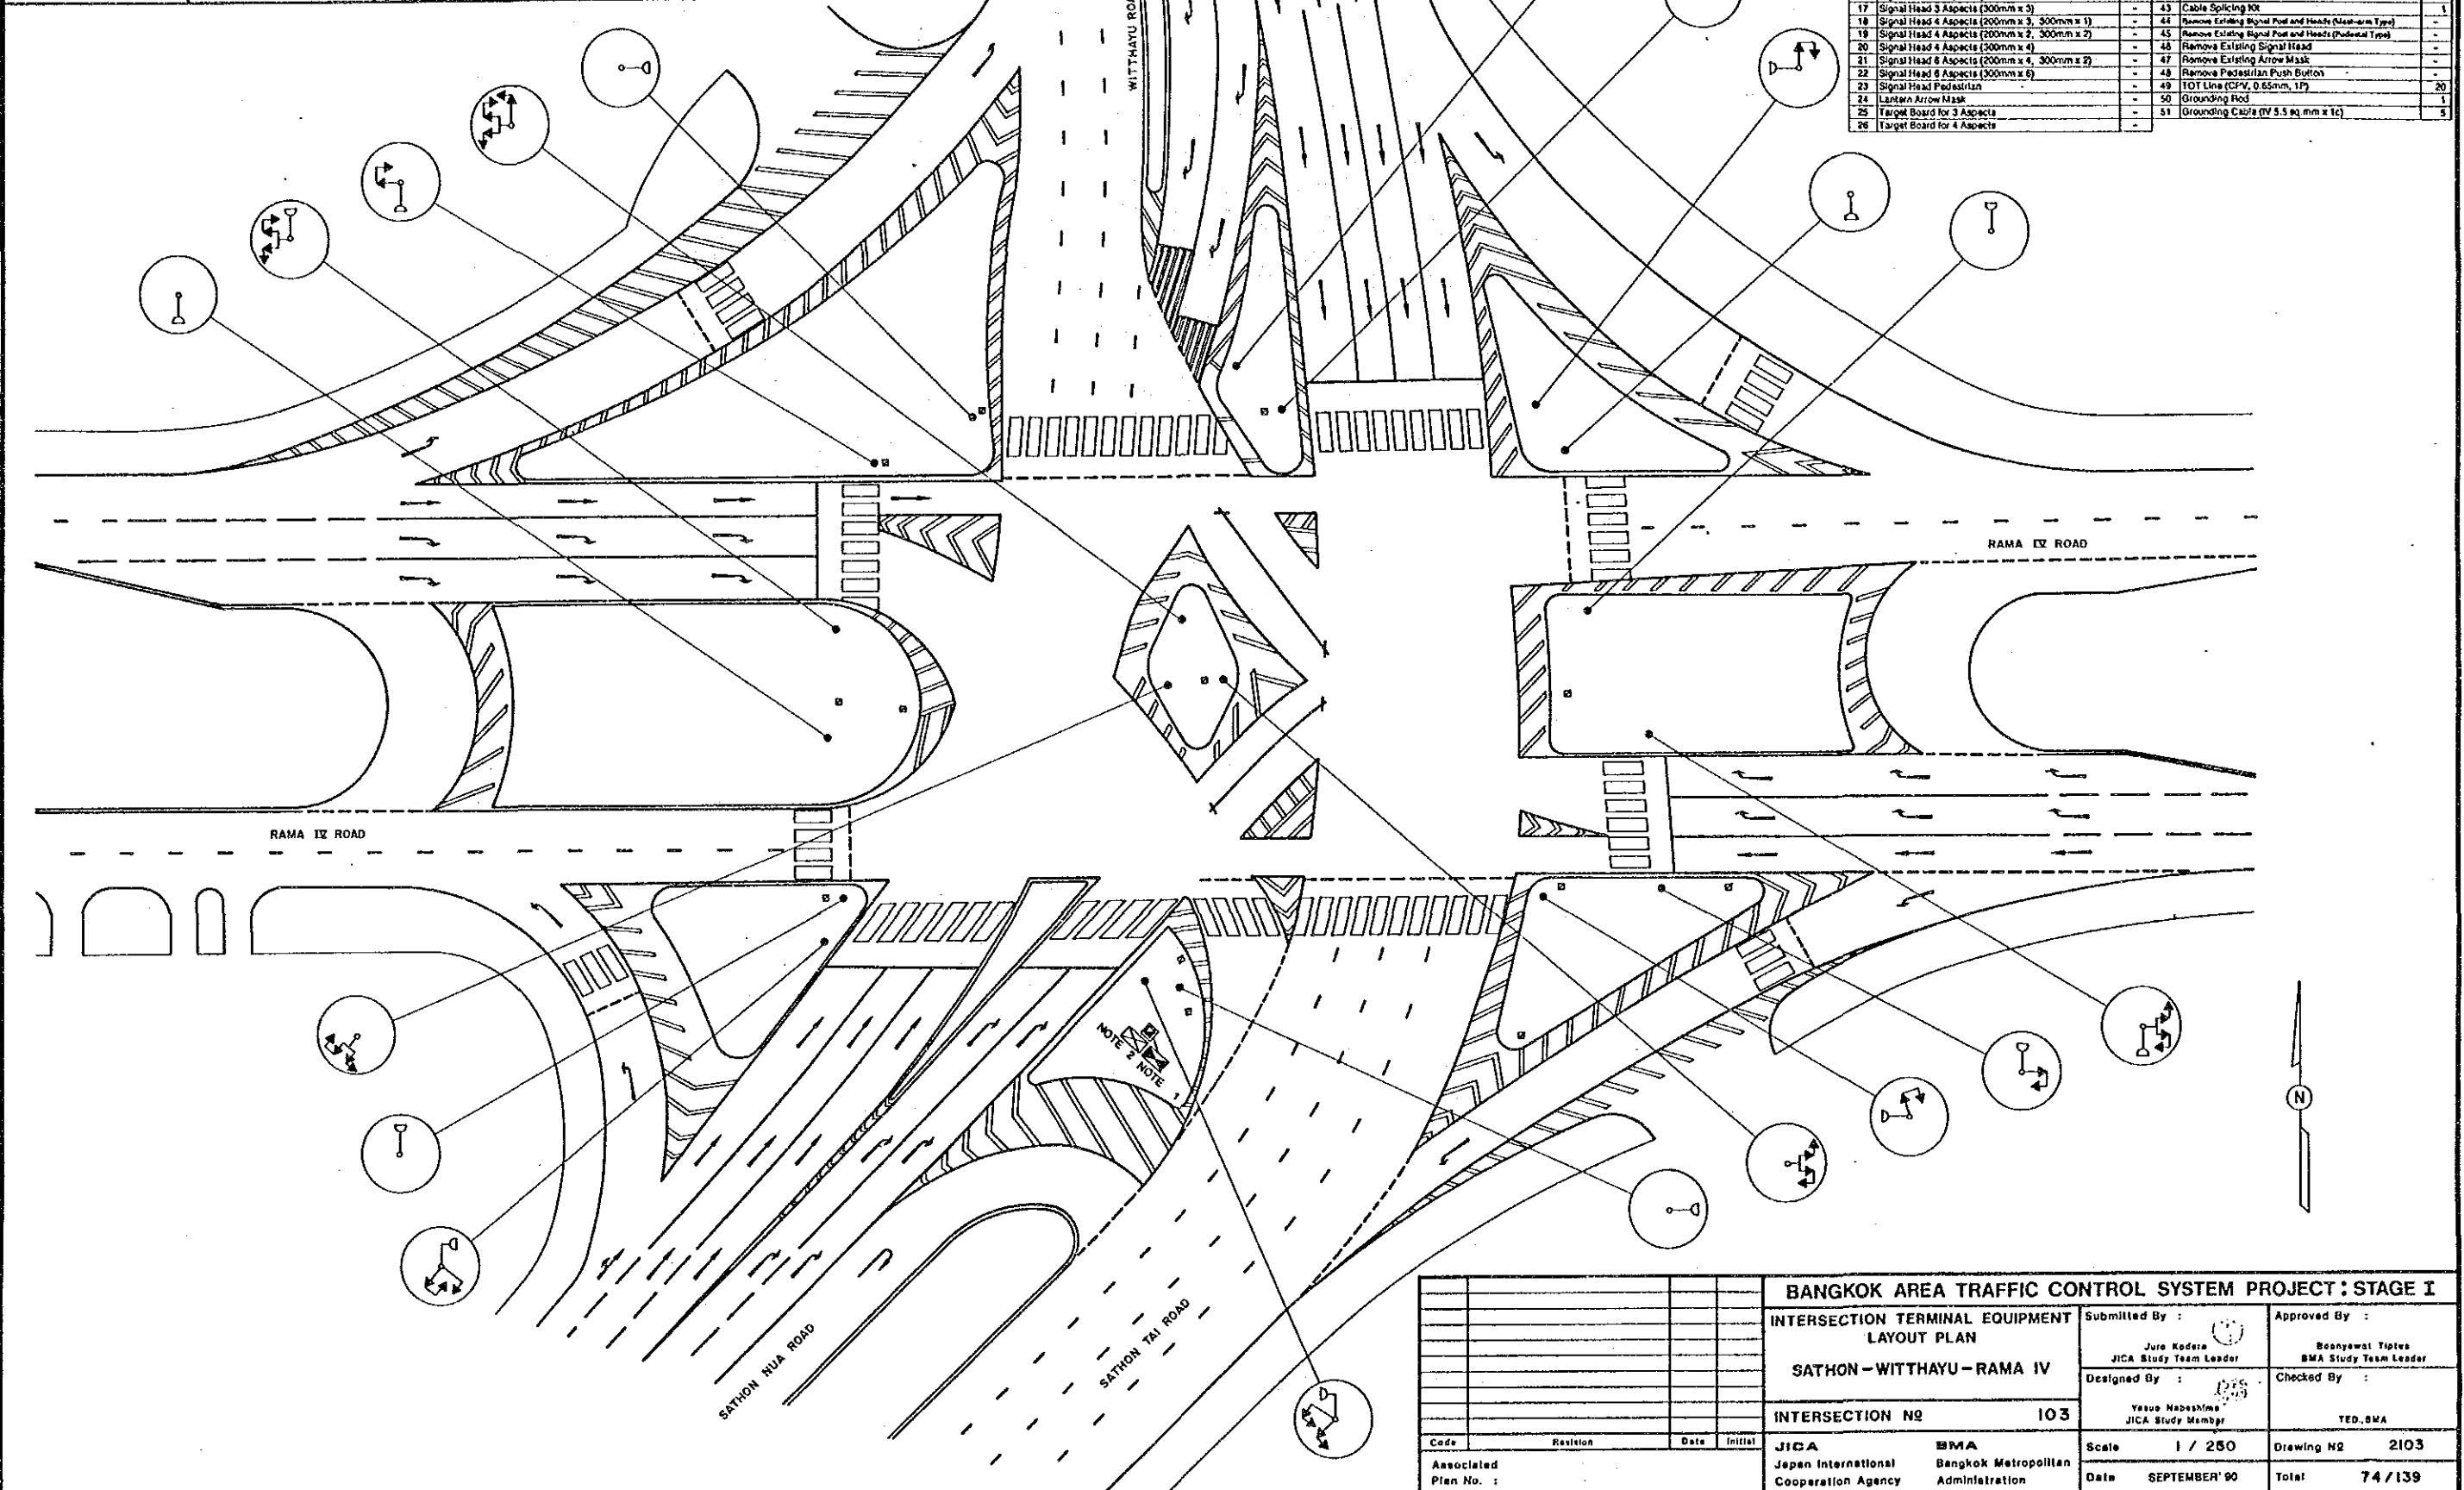 17 Signal Head 3 Aspects (300mm x 3) - 43 Cable Splicing Kit 1
18 Signal Head 4 Aspects (200mm x 3, 300mm x 1) - 44 Remove Existing Signal Post and Heads (Mast-arm Type) -
19 Signal Head 4 Aspects (200mm x 2, 300mm x 2) - 45 Remove Existing Signal Post and Heads (Pedestal Type) -
20 Signal Head 4 Aspects (300mm x 4) - 46 Remove Existing Signal Head -
21 Signal Head 6 Aspects (200mm x 4, 300mm x 2) - 47 Remove Existing Arrow Mask -
22 Signal Head 6 Aspects (300mm x 6) - 48 Remove Pedestrian Push Button -
23 Signal Head Pedestrian - 49 TOT Line (CPV, 0.65mm, 1P) 20
24 Lantern Arrow Mask - 50 Grounding Rod 1
25 Target Board for 3 Aspects - 51 Grounding Cable (IV 5.5 sq.mm x 1c) 5
26 Target Board for 4 Aspects -
WITTHAYU
RAMA IV ROAD
RAMA IV ROAD
NOTE 2
NOTE 1
N
SATHON NUA ROAD
SATHON TAI ROAD
BANGKOK AREA TRAFFIC CONTROL SYSTEM PROJECT : STAGE I
INTERSECTION TERMINAL EQUIPMENT
LAYOUT PLAN
SATHON - WITTHAYU - RAMA IV
INTERSECTION NO 103
Submitted By :
Juro Kodera
JICA Study Team Leader
Approved By :
Boonyawat Tiptus
BMA Study Team Leader
Designed By :
Yasuo Nabeshima
JICA Study Member
Checked By :
TED., BMA
Code Revision Date Initial
Associated
Plan No. :
JICA
Japan International
Cooperation Agency
BMA
Bangkok Metropolitan
Administration
Scale 1 / 250
Drawing NO 2103
Date SEPTEMBER' 90
Total 74/139